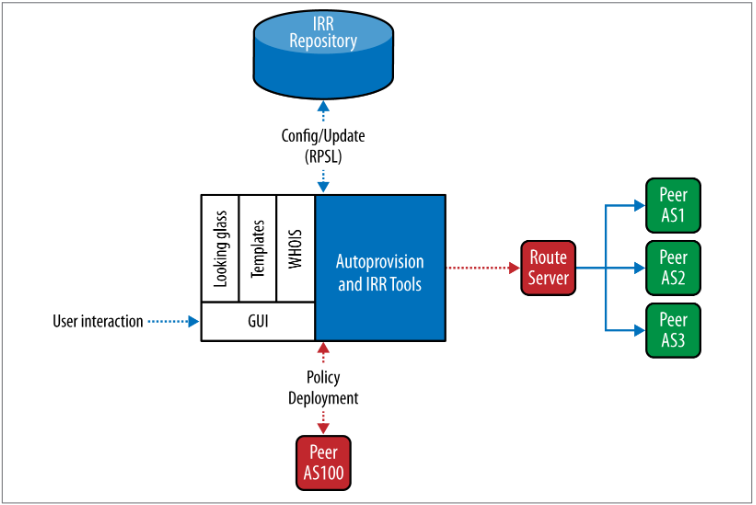 IRR
Repository
Config/Update
(RPSL)
Looking glass
Templates
WHOIS
Autoprovision
and IRR Tools
GUI
User interaction
Route
Server
Peer
AS1
Peer
AS2
Peer
AS3
Policy
Deployment
Peer
AS100